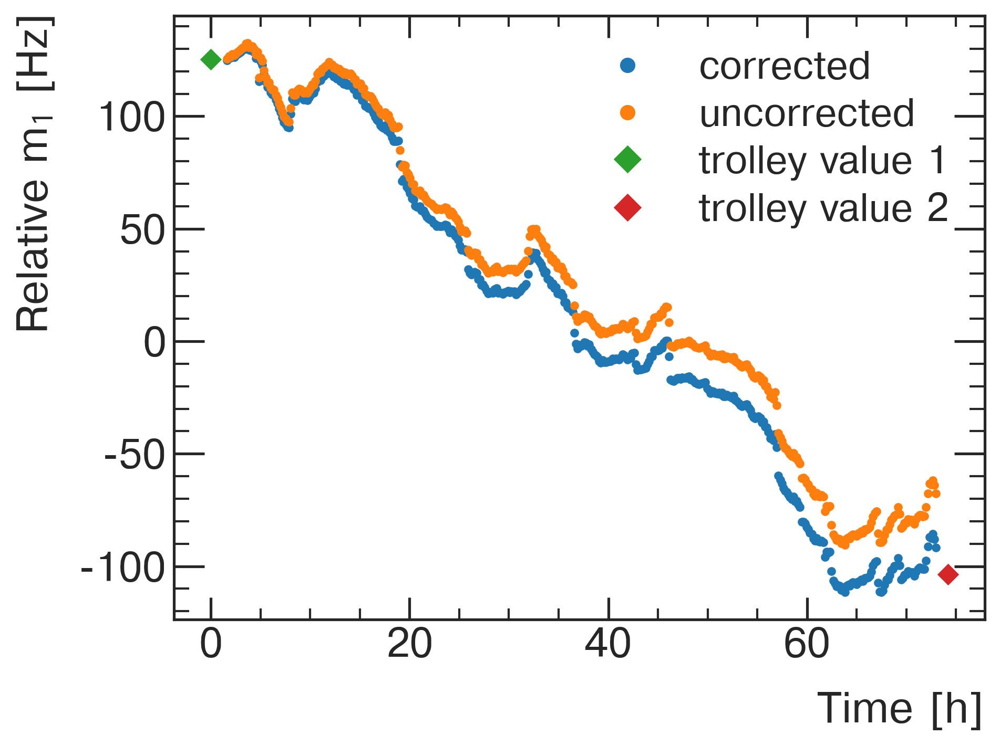 Relative m₁ [Hz]
100
50
0
-50
-100
corrected
uncorrected
trolley value 1
trolley value 2
0 20 40 60
Time [h]